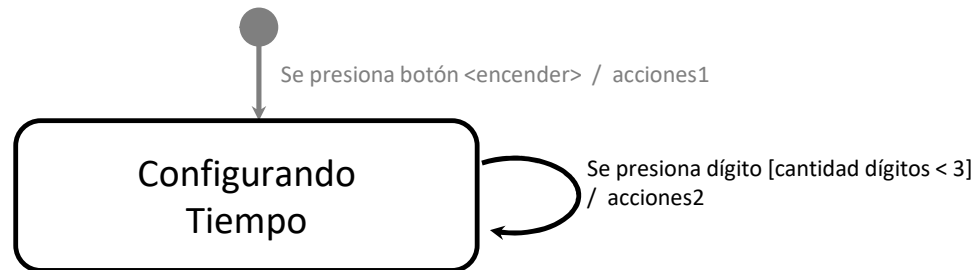 Se presiona botón <encender> / acciones1
Configurando
Tiempo
Se presiona dígito [cantidad dígitos < 3]
/ acciones2